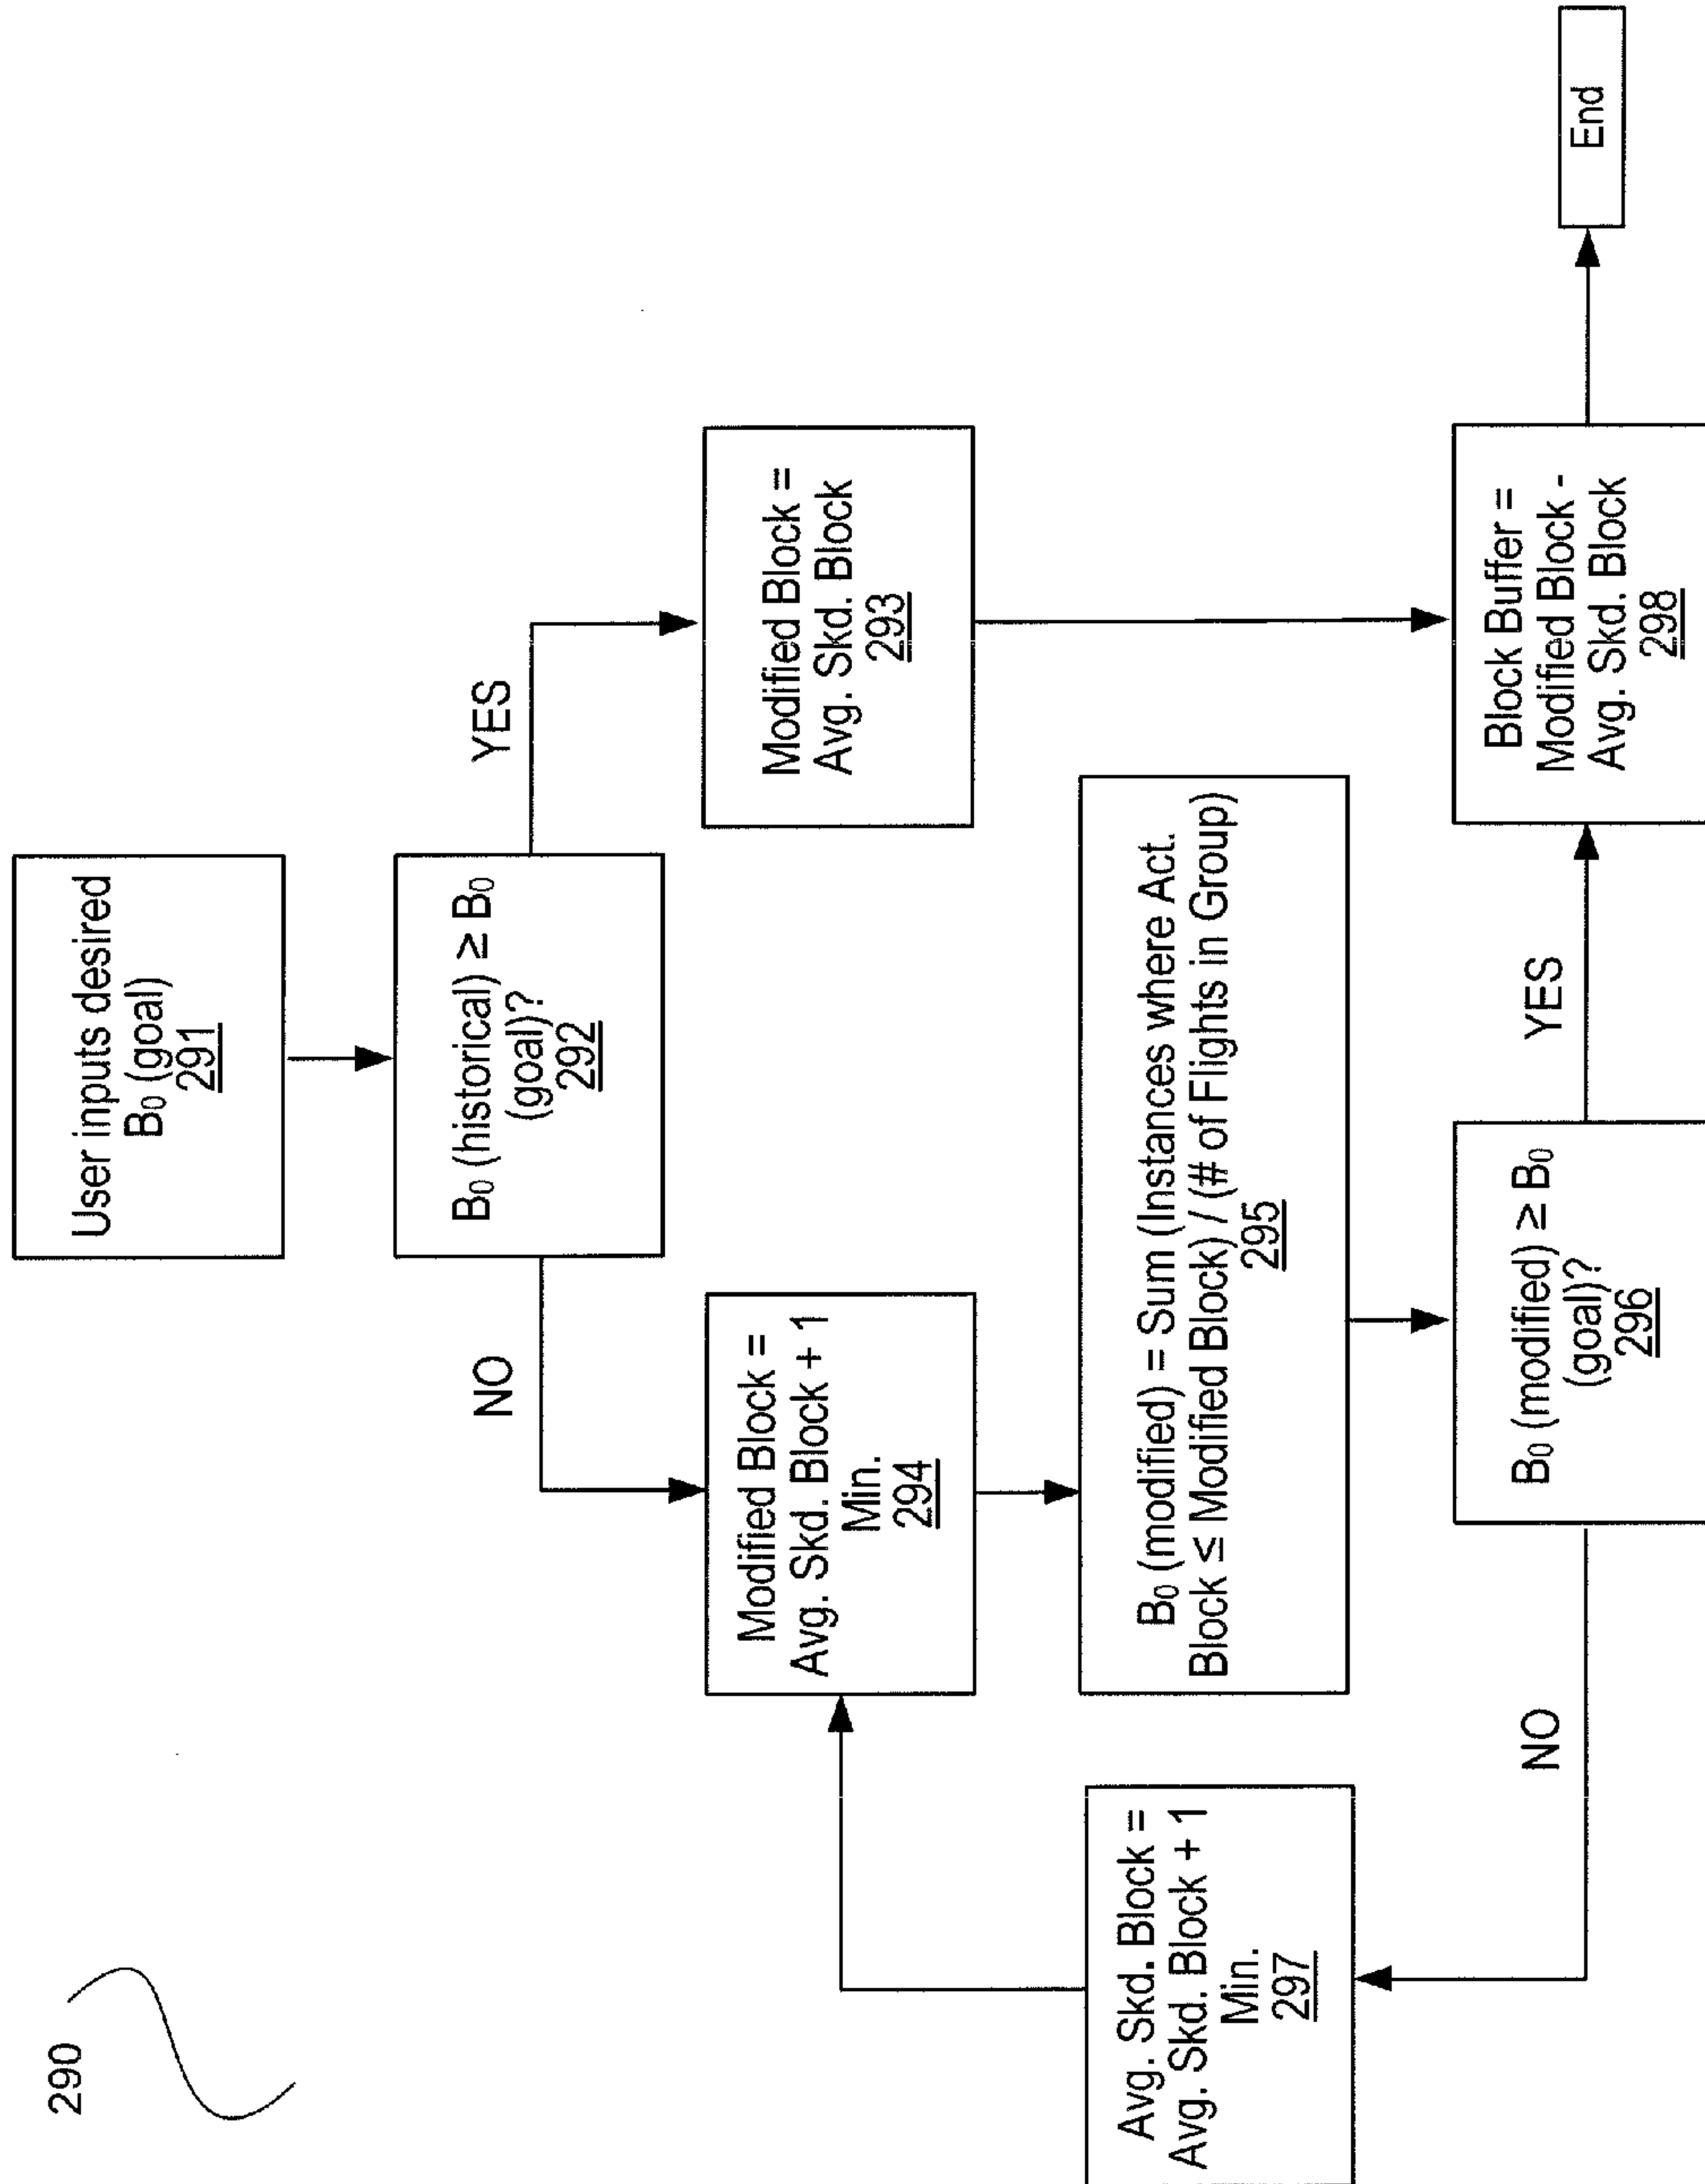 290
User inputs desired
B₀ (goal)
291
B₀ (historical) ≥ B₀
(goal)?
292
NO
YES
Modified Block =
Avg. Skd. Block + 1
Min.
294
Modified Block =
Avg. Skd. Block
293
Avg. Skd. Block =
Avg. Skd. Block + 1
Min.
297
B₀ (modified) = Sum (Instances where Act.
Block ≤ Modified Block) / (# of Flights in Group)
295
NO
B₀ (modified) ≥ B₀
(goal)?
296
YES
Block Buffer =
Modified Block -
Avg. Skd. Block
298
End